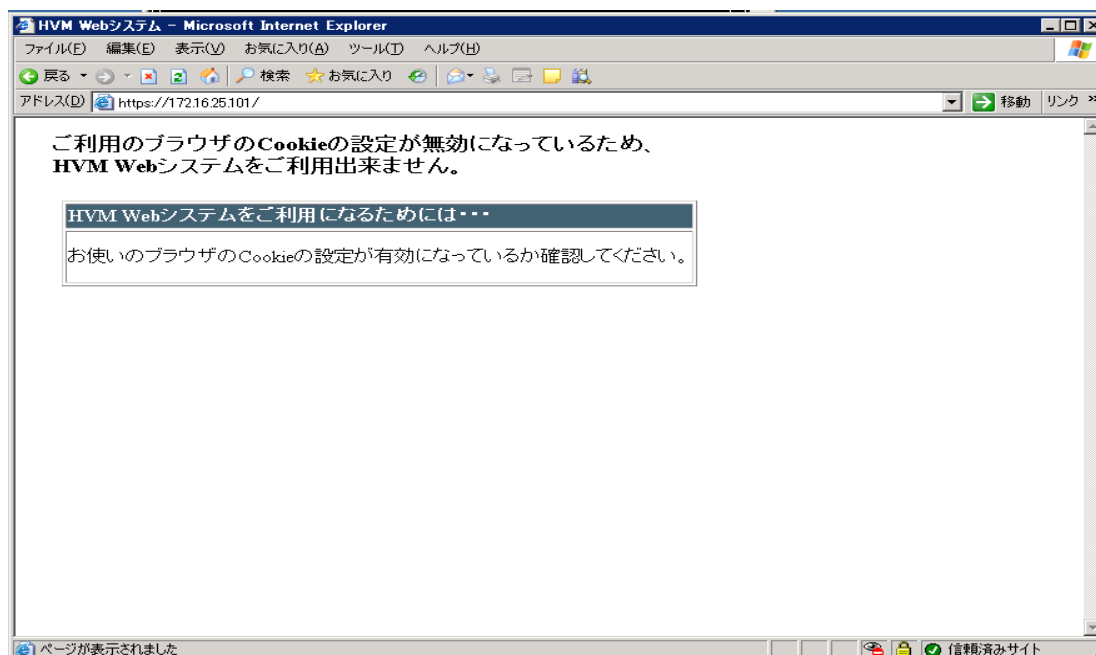 HVM Webシステム - Microsoft Internet Explorer
ファイル(F) 編集(E) 表示(V) お気に入り(A) ツール(T) ヘルプ(H)
戻る 検索 お気に入り
アドレス(D) https://172.16.25.101/ 移動 リンク »
ご利用のブラウザのCookieの設定が無効になっているため、
HVM Webシステムをご利用出来ません。
HVM Webシステムをご利用になるためには・・・
お使いのブラウザのCookieの設定が有効になっているか確認してください。
ページが表示されました 信頼済みサイト